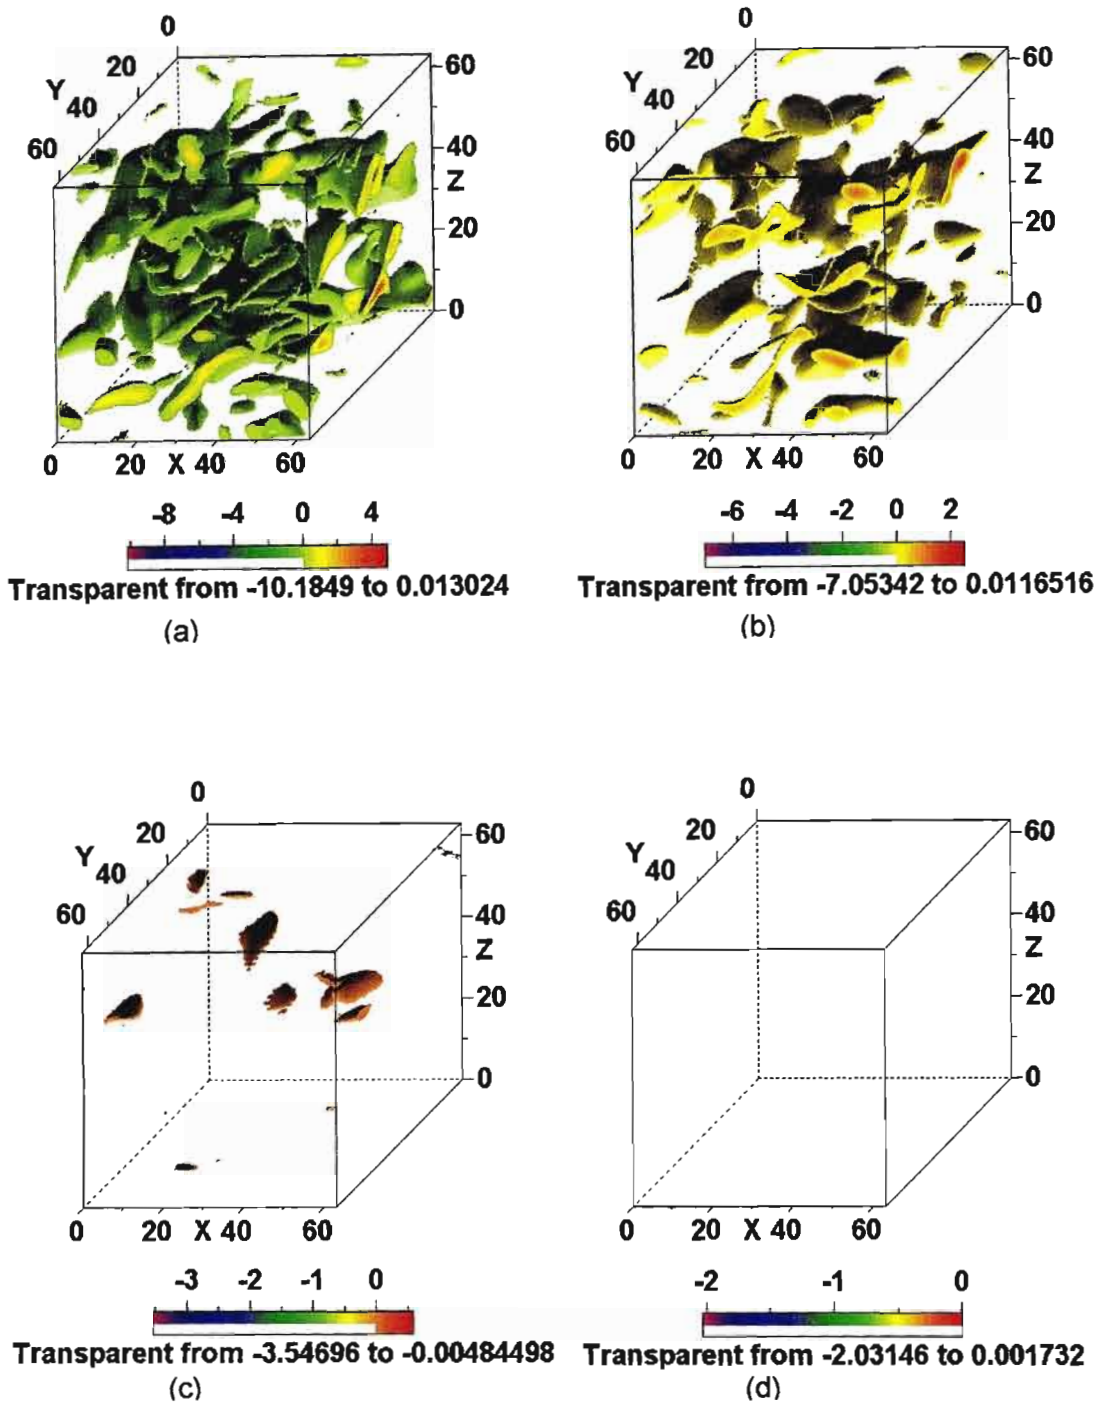 0
20
Y
40
60
60
40
Z
20
0
0 20 X 40 60
-8 -4 0 4
Transparent from -10.1849 to 0.013024
(a)
0
20
Y
40
60
60
40
Z
20
0
0 20 X 40 60
-6 -4 -2 0 2
Transparent from -7.05342 to 0.0116516
(b)
0
20
Y
40
60
60
40
Z
20
0
0 20 X 40 60
-3 -2 -1 0
Transparent from -3.54696 to -0.00484498
(c)
0
20
Y
40
60
60
40
Z
20
0
0 20 X 40 60
-2 -1 0
Transparent from -2.03146 to 0.001732
(d)